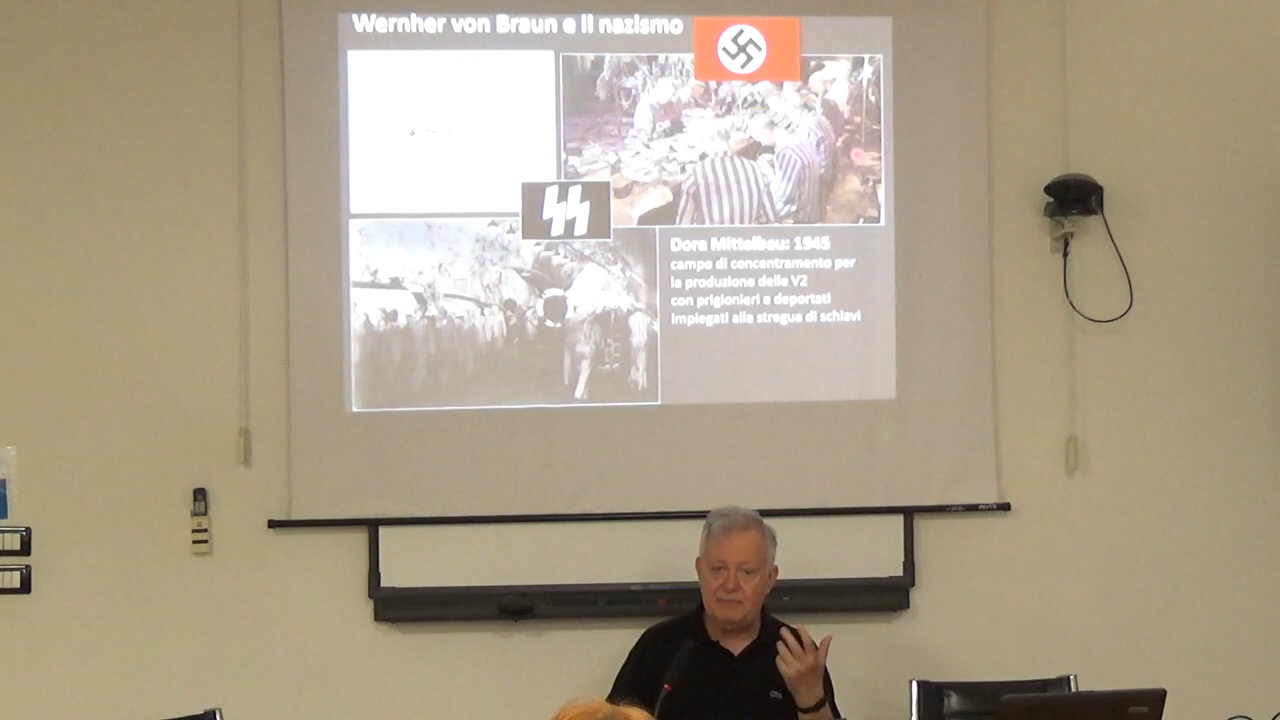 Wernher von Braun e il nazismo
Dora Mittelbau: 1945
campo di concentramento per
la produzione delle V2
con prigionieri e deportati
impiegati alla stregua di schiavi